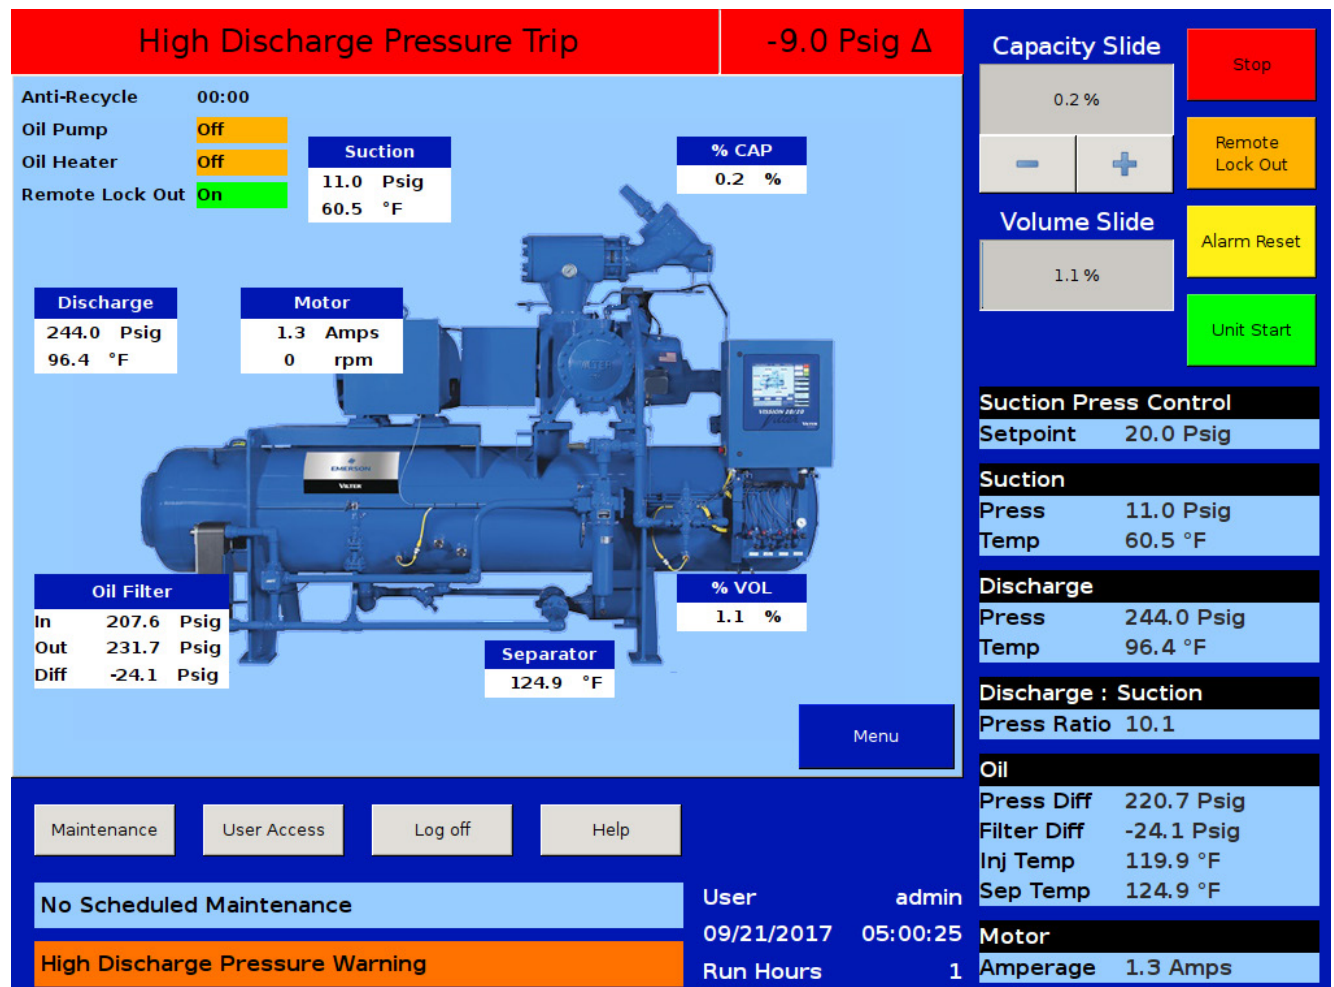 High Discharge Pressure Trip
-9.0 Psig Δ
Anti-Recycle 00:00
Oil Pump Off
Oil Heater Off
Remote Lock Out On
Suction
11.0 Psig
60.5 °F
% CAP
0.2 %
Discharge
244.0 Psig
96.4 °F
Motor
1.3 Amps
0 rpm
VISSION 20/20
EMERSON
VILTER
Oil Filter
In 207.6 Psig
Out 231.7 Psig
Diff -24.1 Psig
% VOL
1.1 %
Separator
124.9 °F
Menu
Capacity Slide
0.2 %
Volume Slide
1.1 %
Stop
Remote
Lock Out
Alarm Reset
Unit Start
Suction Press Control
Setpoint 20.0 Psig
Suction
Press 11.0 Psig
Temp 60.5 °F
Discharge
Press 244.0 Psig
Temp 96.4 °F
Discharge : Suction
Press Ratio 10.1
Oil
Press Diff 220.7 Psig
Filter Diff -24.1 Psig
Inj Temp 119.9 °F
Sep Temp 124.9 °F
Motor
Amperage 1.3 Amps
Maintenance
User Access
Log off
Help
No Scheduled Maintenance
High Discharge Pressure Warning
User admin
09/21/2017 05:00:25
Run Hours 1